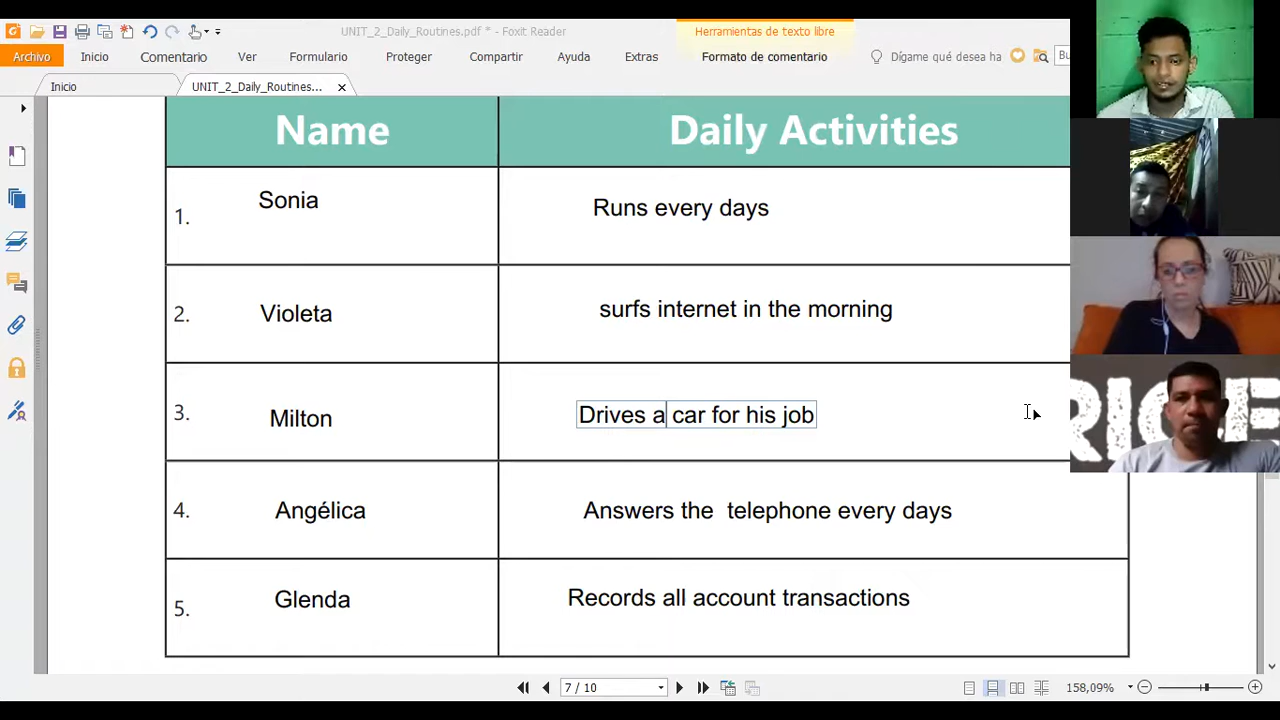 UNIT_2_Daily_Routines.pdf * - Foxit Reader
Herramientas de texto libre
Archivo
Inicio
Comentario
Ver
Formulario
Proteger
Compartir
Ayuda
Extras
Formato de comentario
Dígame qué desea ha
Bu
Inicio
UNIT_2_Daily_Routines...
Name
Daily Activities
1.
Sonia
Runs every days
2.
Violeta
surfs internet in the morning
3.
Milton
Drives a car for his job
4.
Angélica
Answers the  telephone every days
5.
Glenda
Records all account transactions
RICE
7 / 10
158,09%